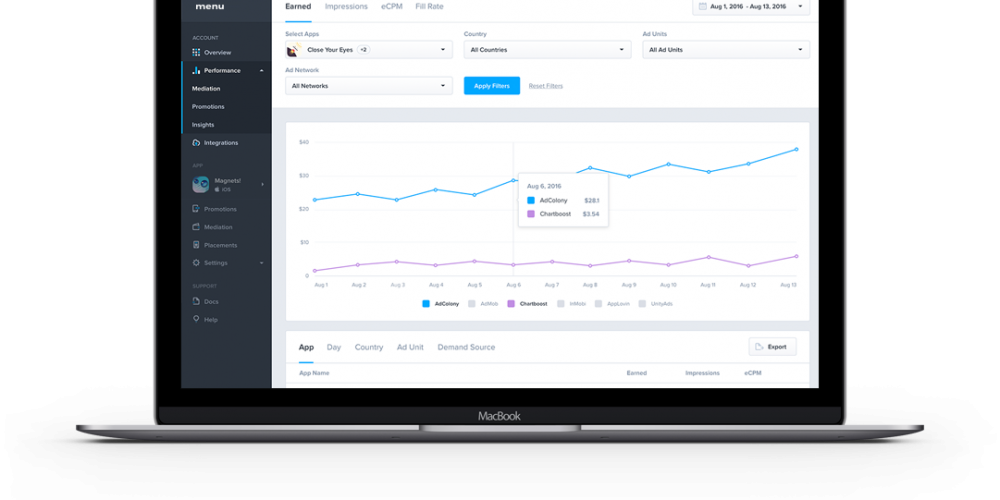 menu
ACCOUNT
Overview
Performance
Mediation
Promotions
Insights
Integrations
APP
Magnets!
iOS
Promotions
Mediation
Placements
Settings
SUPPORT
Docs
Help
Earned Impressions eCPM Fill Rate
Aug 1, 2016 - Aug 13, 2016
Select Apps Country Ad Units
Close Your Eyes +2 All Countries All Ad Units
Ad Network
All Networks Apply Filters Reset Filters
$40
$30
$20
$10
0
Aug 6, 2016
AdColony $28.1
Chartboost $3.54
Aug 1 Aug 2 Aug 3 Aug 4 Aug 5 Aug 6 Aug 7 Aug 8 Aug 9 Aug 10 Aug 11 Aug 12 Aug 13
AdColony AdMob Chartboost InMobi AppLovin UnityAds
App Day Country Ad Unit Demand Source Export
App Name Earned Impressions eCPM
MacBook